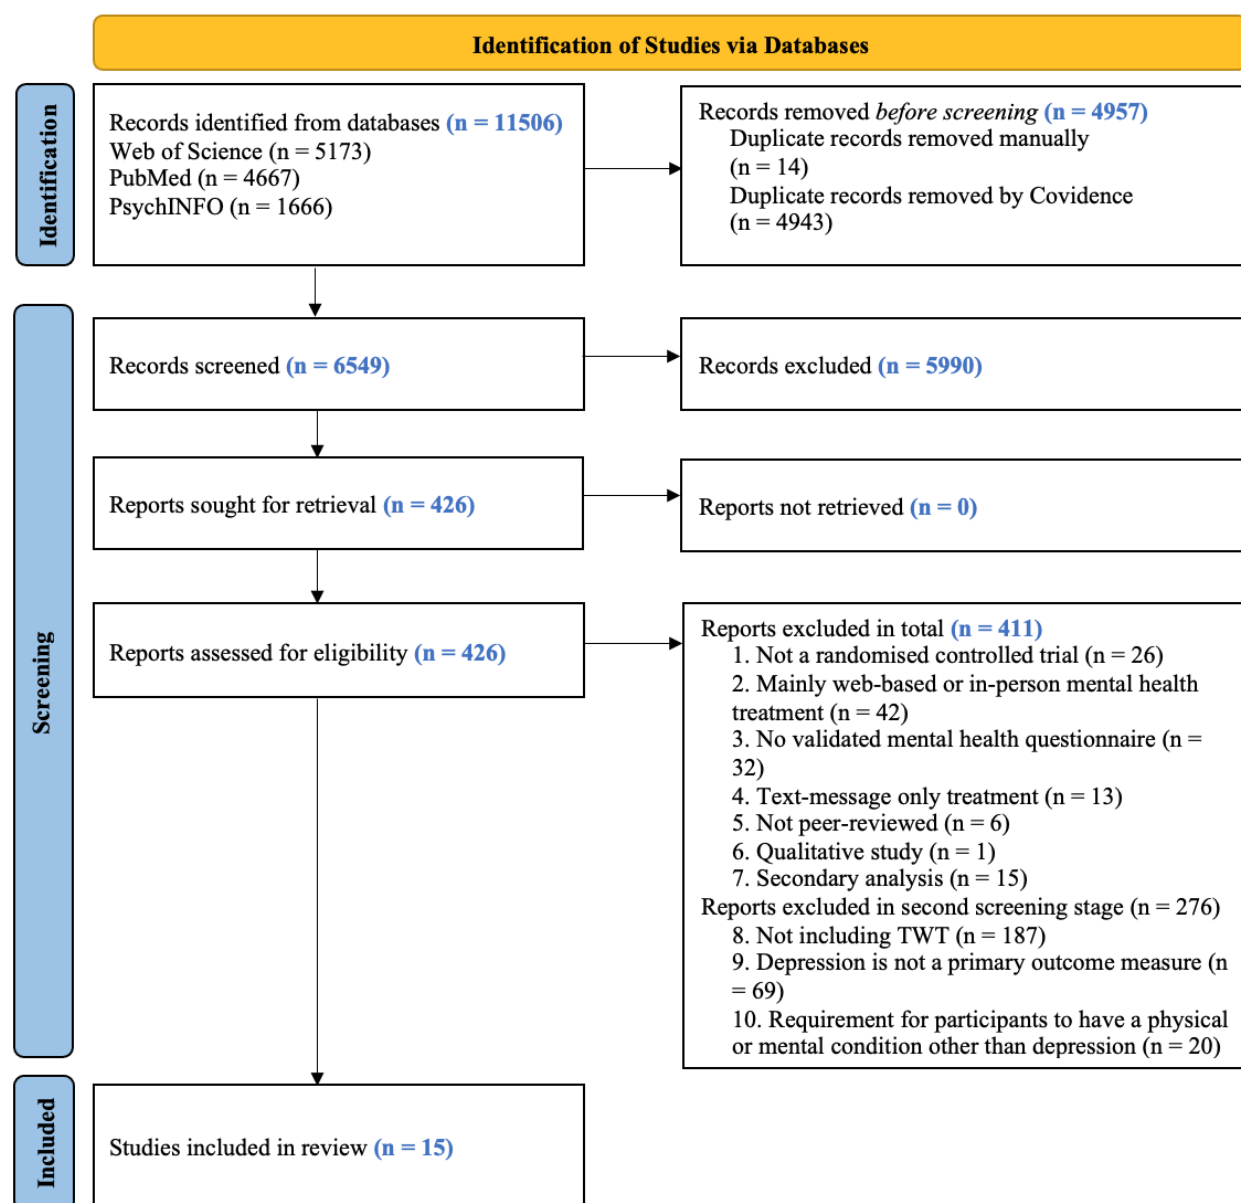 Identification of Studies via Databases
Identification
Records identified from databases (n = 11506)
Web of Science (n = 5173)
PubMed (n = 4667)
PsychINFO (n = 1666)
Records removed before screening (n = 4957)
Duplicate records removed manually
(n = 14)
Duplicate records removed by Covidence
(n = 4943)
Screening
Records screened (n = 6549)
Records excluded (n = 5990)
Reports sought for retrieval (n = 426)
Reports not retrieved (n = 0)
Reports assessed for eligibility (n = 426)
Reports excluded in total (n = 411)
1. Not a randomised controlled trial (n = 26)
2. Mainly web-based or in-person mental health
treatment (n = 42)
3. No validated mental health questionnaire (n =
32)
4. Text-message only treatment (n = 13)
5. Not peer-reviewed (n = 6)
6. Qualitative study (n = 1)
7. Secondary analysis (n = 15)
Reports excluded in second screening stage (n = 276)
8. Not including TWT (n = 187)
9. Depression is not a primary outcome measure (n
= 69)
10. Requirement for participants to have a physical
or mental condition other than depression (n = 20)
Included
Studies included in review (n = 15)